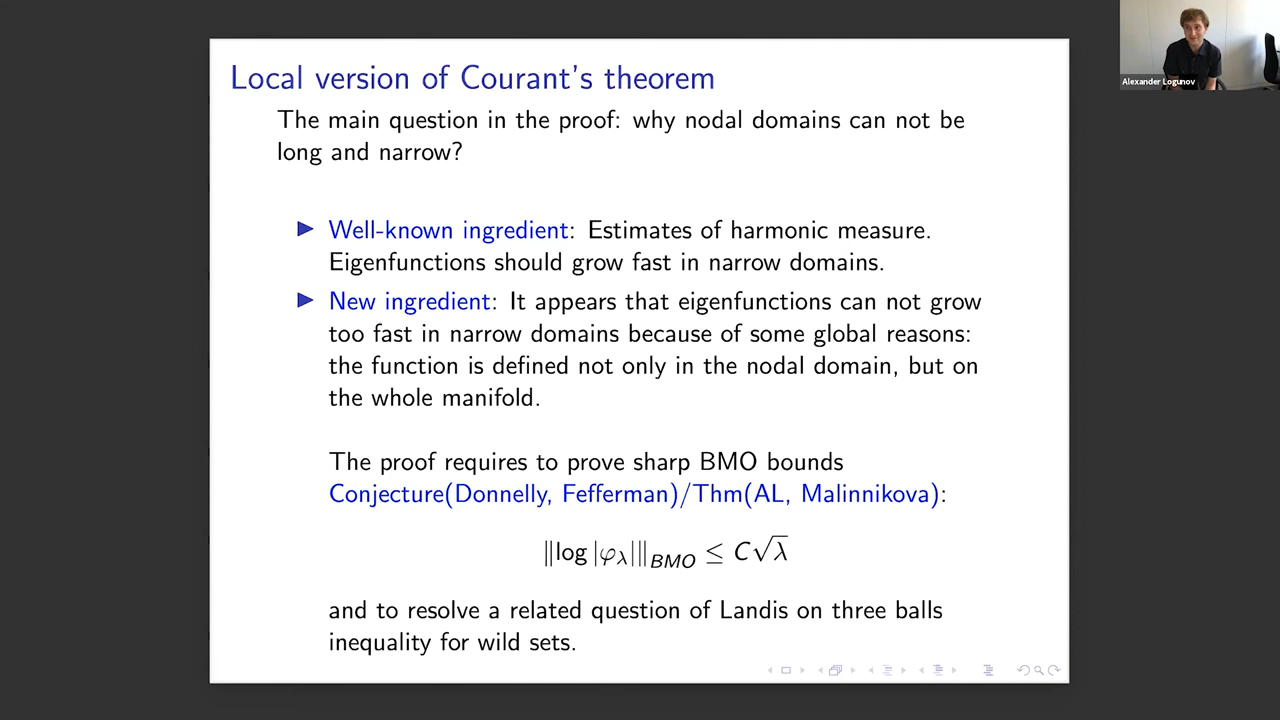 Local version of Courant's theorem
The main question in the proof: why nodal domains can not be
long and narrow?
▶ Well-known ingredient: Estimates of harmonic measure.
Eigenfunctions should grow fast in narrow domains.
▶ New ingredient: It appears that eigenfunctions can not grow
too fast in narrow domains because of some global reasons:
the function is defined not only in the nodal domain, but on
the whole manifold.
The proof requires to prove sharp BMO bounds
Conjecture(Donnelly, Fefferman)/Thm(AL, Malinnikova):
‖log |φ_λ|‖_BMO ≤ C√λ
and to resolve a related question of Landis on three balls
inequality for wild sets.
Alexander Logunov